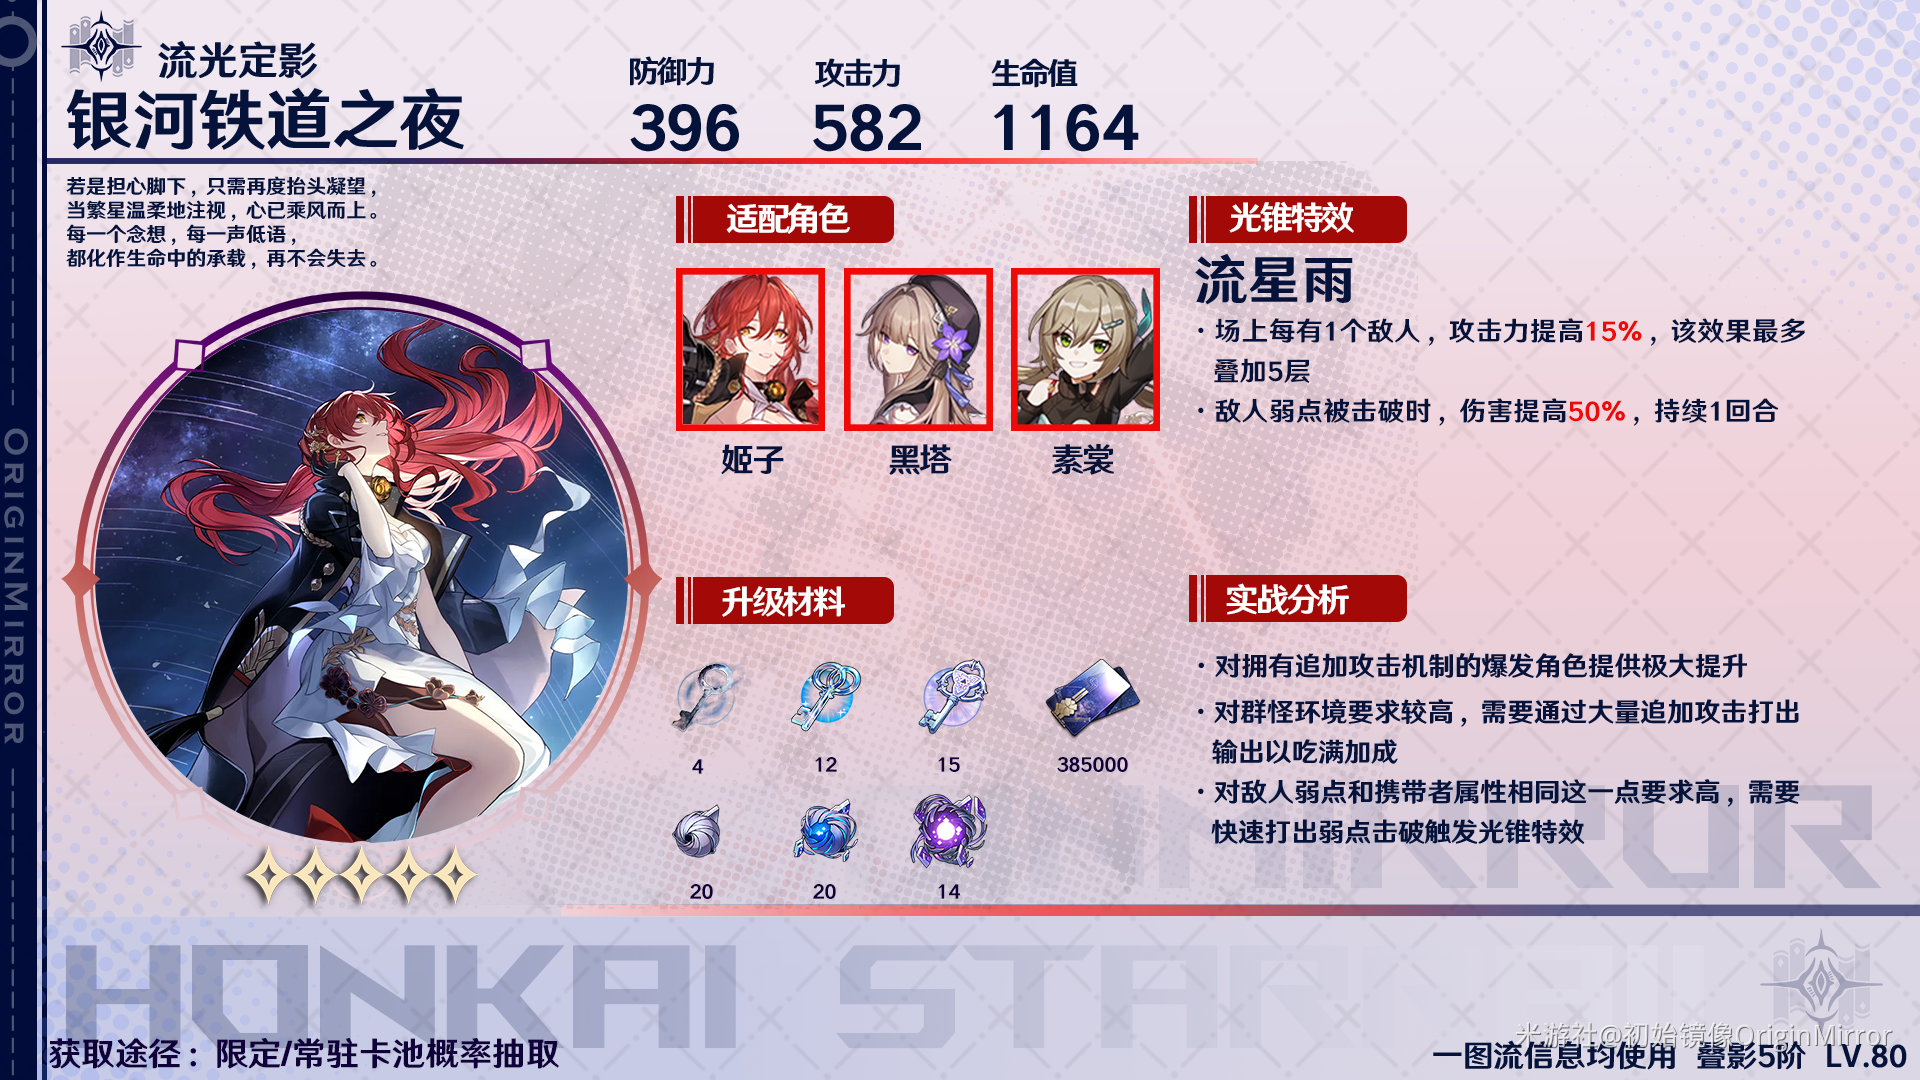 流光定影
银河铁道之夜
防御力
396
攻击力
582
生命值
1164
若是担心脚下，只需再度抬头凝望，
当繁星温柔地注视，心已乘风而上。
每一个念想，每一声低语，
都化作生命中的承载，再不会失去。
适配角色
姬子
黑塔
素裳
光锥特效
流星雨
·场上每有1个敌人，攻击力提高15%，该效果最多
叠加5层
·敌人弱点被击破时，伤害提高50%，持续1回合
升级材料
4
12
15
385000
20
20
14
实战分析
·对拥有追加攻击机制的爆发角色提供极大提升
·对群怪环境要求较高，需要通过大量追加攻击打出
输出以吃满加成
·对敌人弱点和携带者属性相同这一点要求高，需要
快速打出弱点击破触发光锥特效
ORIGINMIRROR
MIRROR
HONKAI STAR RAIL
米游社@初始镜像OriginMirror
获取途径：限定/常驻卡池概率抽取
一图流信息均使用 叠影5阶 LV.80